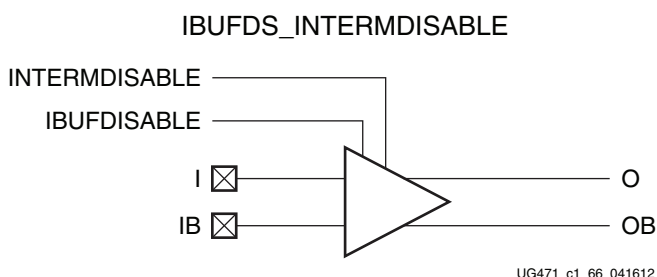 IBUFDS_INTERMDISABLE
INTERMDISABLE
IBUFDISABLE
I
O
IB
OB
UG471_c1_66_041612